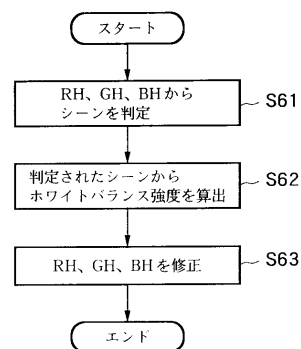 スタート
RH、GH、BHから
シーンを判定
S61
判定されたシーンから
ホワイトバランス強度を算出
S62
RH、GH、BHを修正
S63
エンド